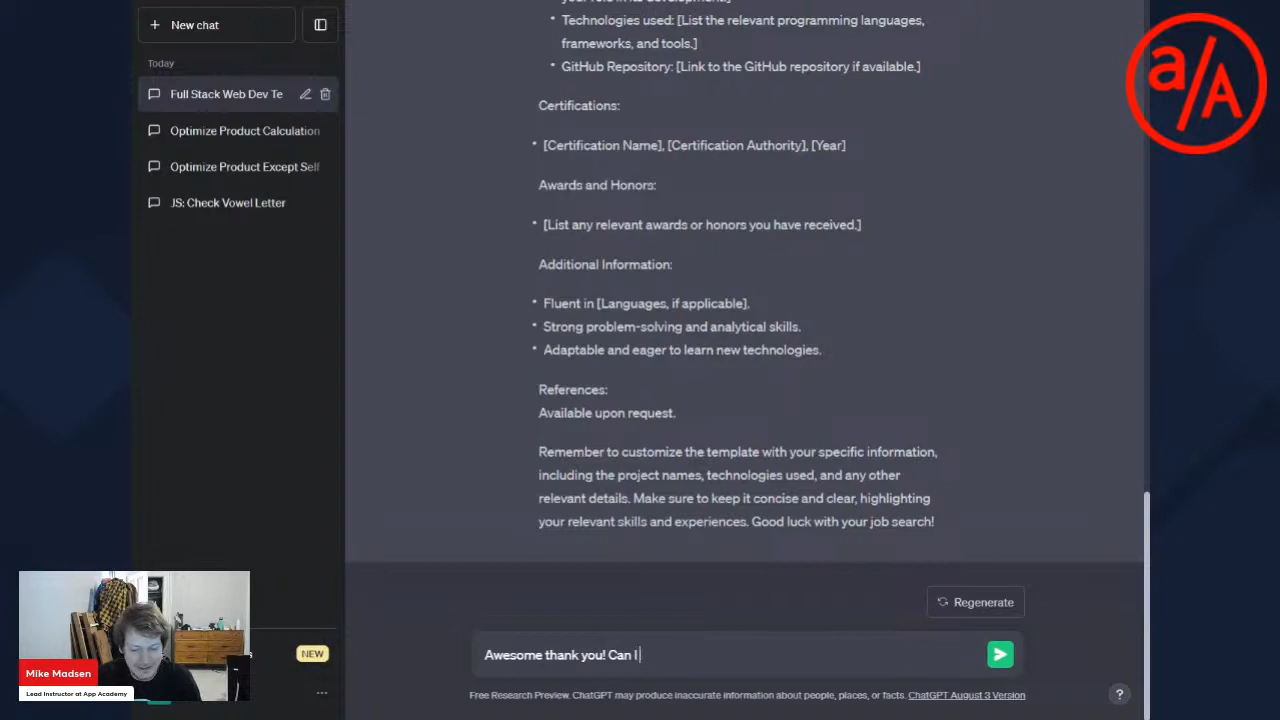 New chat
Today
Full Stack Web Dev Te
Optimize Product Calculation
Optimize Product Except Self
JS: Check Vowel Letter
Technologies used: [List the relevant programming languages,
frameworks, and tools.]
GitHub Repository: [Link to the GitHub repository if available.]
Certifications:
[Certification Name], [Certification Authority], [Year]
Awards and Honors:
[List any relevant awards or honors you have received.]
Additional Information:
Fluent in [Languages, if applicable].
Strong problem-solving and analytical skills.
Adaptable and eager to learn new technologies.
References:
Available upon request.
Remember to customize the template with your specific information,
including the project names, technologies used, and any other
relevant details. Make sure to keep it concise and clear, highlighting
your relevant skills and experiences. Good luck with your job search!
Regenerate
Awesome thank you! Can I
Free Research Preview. ChatGPT may produce inaccurate information about people, places, or facts. ChatGPT August 3 Version
?
NEW
Mike Madsen
Lead Instructor at App Academy
a/A